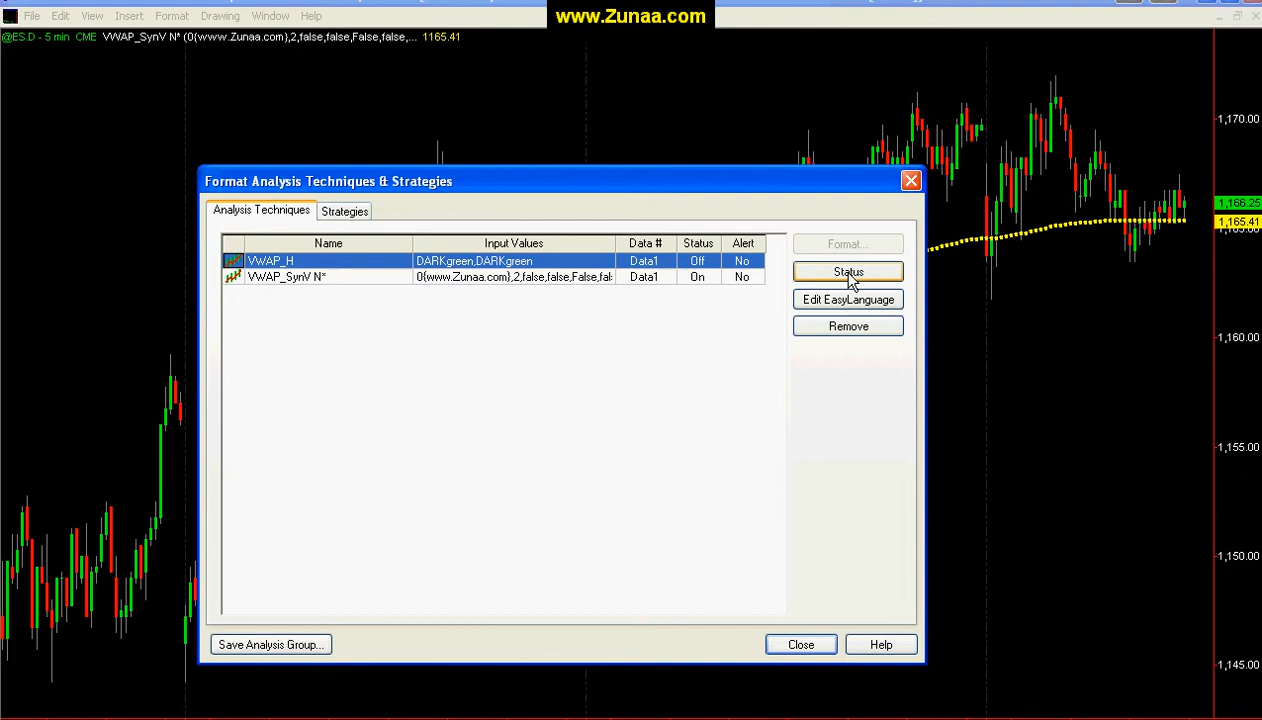 www.Zunaa.com
File Edit View Insert Format Drawing Window Help
@ES.D - 5 min CME VWAP_SynV N* (0{www.Zunaa.com},2,false,false,False,false,... 1165.41
1,170.00
Format Analysis Techniques & Strategies
Analysis Techniques Strategies
Name Input Values Data # Status Alert
VWAP_H DARKgreen,DARKgreen Data1 Off No
VWAP_SynV N* 0{www.Zunaa.com},2,false,false,False,fal: Data1 On No
Format...
Status
Edit EasyLanguage
Remove
1,166.25
1,165.41
1,160.00
1,155.00
1,150.00
Save Analysis Group... Close Help
1,145.00